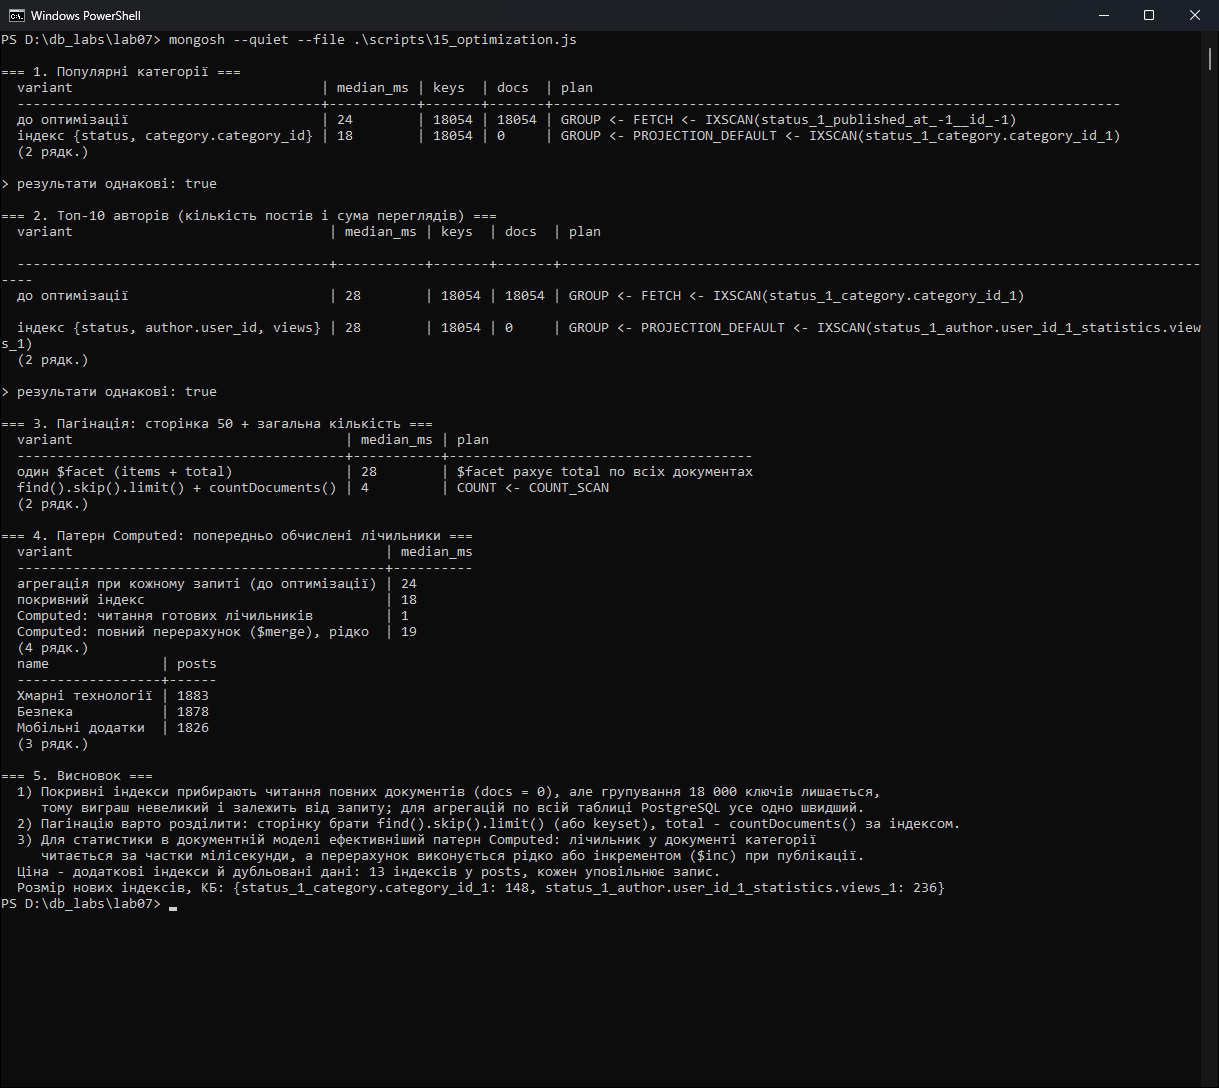 Windows PowerShell
PS D:\db_labs\lab07> mongosh --quiet --file .\scripts\15_optimization.js
=== 1. Популярні категорії ===
variant | median_ms | keys | docs | plan
--------------------------------------+-----------+-------+-------+-----------------------------------------------------------------------
до оптимізації | 24 | 18054 | 18054 | GROUP <- FETCH <- IXSCAN(status_1_published_at_-1__id_-1)
індекс {status, category.category_id} | 18 | 18054 | 0 | GROUP <- PROJECTION_DEFAULT <- IXSCAN(status_1_category.category_id_1)
(2 рядк.)
> результати однакові: true
=== 2. Топ-10 авторів (кількість постів і сума переглядів) ===
variant | median_ms | keys | docs | plan
---------------------------------------+-----------+-------+-------+--------------------------------------------------------------------------------
----
до оптимізації | 28 | 18054 | 18054 | GROUP <- FETCH <- IXSCAN(status_1_category.category_id_1)
індекс {status, author.user_id, views} | 28 | 18054 | 0 | GROUP <- PROJECTION_DEFAULT <- IXSCAN(status_1_author.user_id_1_statistics.view
s_1)
(2 рядк.)
> результати однакові: true
=== 3. Пагінація: сторінка 50 + загальна кількість ===
variant | median_ms | plan
-----------------------------------------+-----------+--------------------------------------
один $facet (items + total) | 28 | $facet рахує total по всіх документах
find().skip().limit() + countDocuments() | 4 | COUNT <- COUNT_SCAN
(2 рядк.)
=== 4. Патерн Computed: попередньо обчислені лічильники ===
variant | median_ms
----------------------------------------------+----------
агрегація при кожному запиті (до оптимізації) | 24
покривний індекс | 18
Computed: читання готових лічильників | 1
Computed: повний перерахунок ($merge), рідко | 19
(4 рядк.)
name | posts
------------------+------
Хмарні технології | 1883
Безпека | 1878
Мобільні додатки | 1826
(3 рядк.)
=== 5. Висновок ===
1) Покривні індекси прибирають читання повних документів (docs = 0), але групування 18 000 ключів лишається,
тому виграш невеликий і залежить від запиту; для агрегацій по всій таблиці PostgreSQL усе одно швидший.
2) Пагінацію варто розділити: сторінку брати find().skip().limit() (або keyset), total - countDocuments() за індексом.
3) Для статистики в документній моделі ефективніший патерн Computed: лічильник у документі категорії
читається за частки мілісекунди, а перерахунок виконується рідко або інкрементом ($inc) при публікації.
Ціна - додаткові індекси й дубльовані дані: 13 індексів у posts, кожен уповільнює запис.
Розмір нових індексів, КБ: {status_1_category.category_id_1: 148, status_1_author.user_id_1_statistics.views_1: 236}
PS D:\db_labs\lab07>